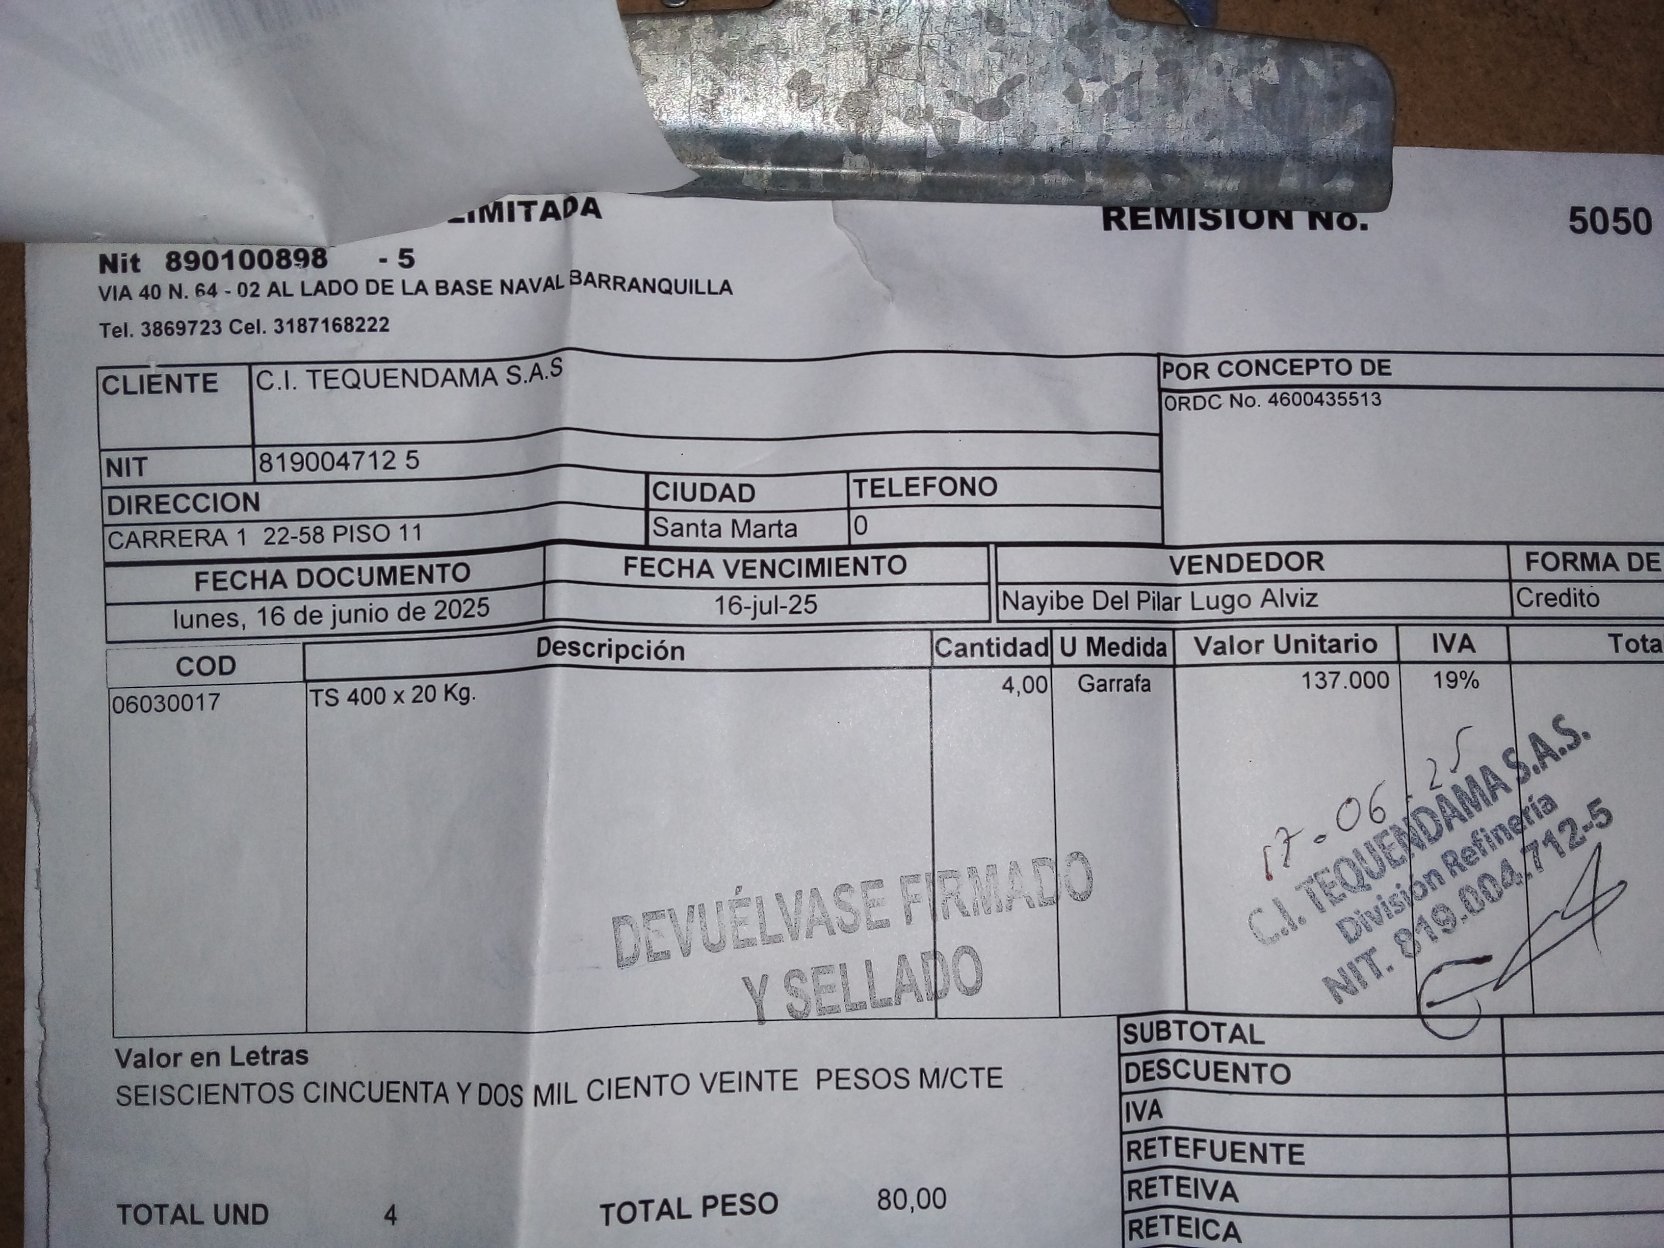 LIMITADA
REMISION No. 5050
Nit 890100898 - 5
VIA 40 N. 64 - 02 AL LADO DE LA BASE NAVAL BARRANQUILLA
Tel. 3869723 Cel. 3187168222
CLIENTE C.I. TEQUENDAMA S.A.S
POR CONCEPTO DE
ORDC No. 4600435513
NIT 819004712 5
DIRECCION CIUDAD TELEFONO
CARRERA 1 22-58 PISO 11 Santa Marta 0
FECHA DOCUMENTO FECHA VENCIMIENTO VENDEDOR FORMA DE
lunes, 16 de junio de 2025 16-jul-25 Nayibe Del Pilar Lugo Alviz Credito
COD Descripción Cantidad U Medida Valor Unitario IVA Tota
06030017 TS 400 x 20 Kg. 4,00 Garrafa 137.000 19%
17-06.25
C.I. TEQUENDAMA S.A.S.
Division Refinería
NIT. 819.004.712-5
DEVUÉLVASE FIRMADO
Y SELLADO
Valor en Letras
SEISCIENTOS CINCUENTA Y DOS MIL CIENTO VEINTE PESOS M/CTE
SUBTOTAL
DESCUENTO
IVA
RETEFUENTE
RETEIVA
RETEICA
TOTAL UND 4 TOTAL PESO 80,00